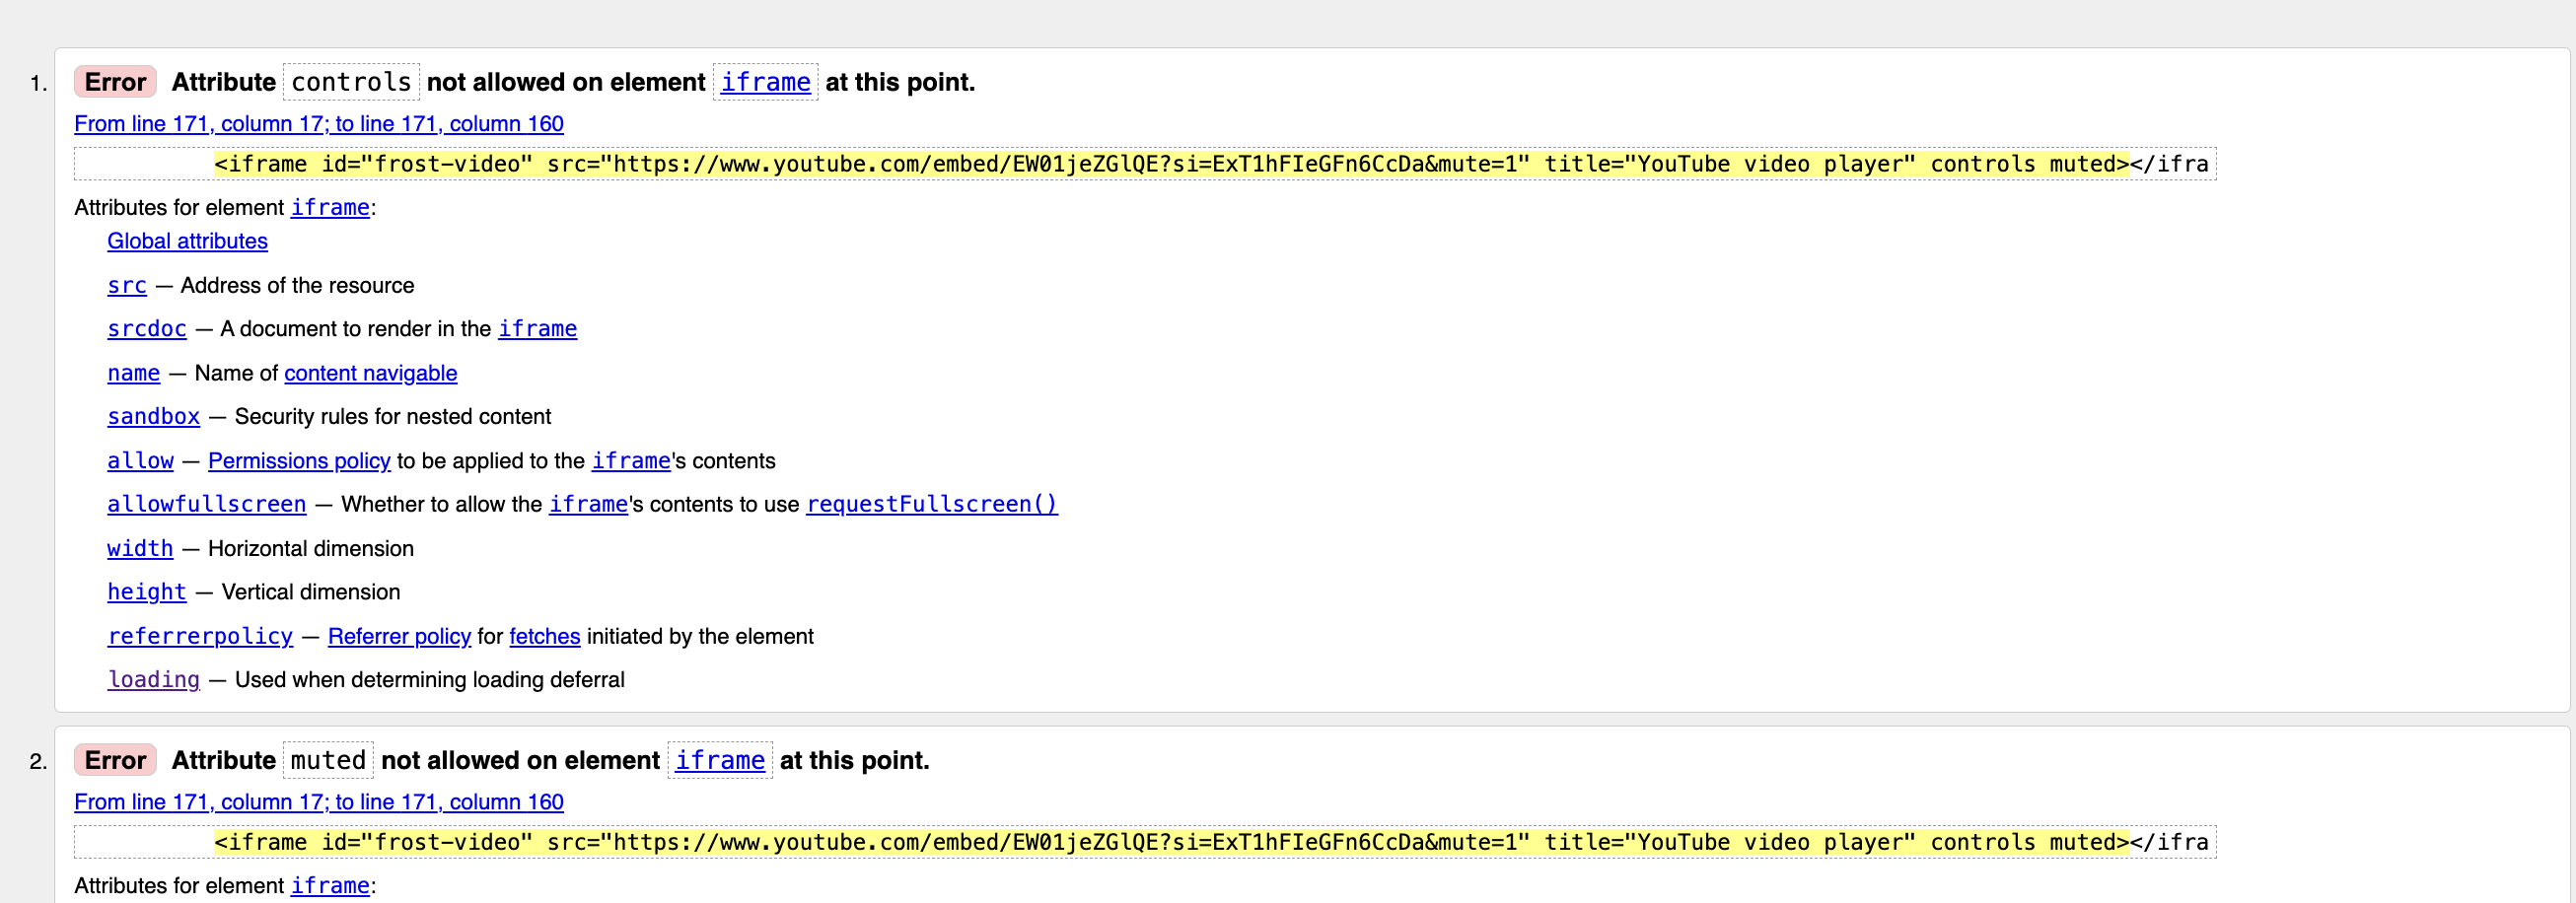 1. Error Attribute controls not allowed on element iframe at this point.
From line 171, column 17; to line 171, column 160
<iframe id="frost-video" src="https://www.youtube.com/embed/EW01jeZGlQE?si=ExT1hFIeGFn6CcDa&mute=1" title="YouTube video player" controls muted></ifra
Attributes for element iframe:
Global attributes
src — Address of the resource
srcdoc — A document to render in the iframe
name — Name of content navigable
sandbox — Security rules for nested content
allow — Permissions policy to be applied to the iframe's contents
allowfullscreen — Whether to allow the iframe's contents to use requestFullscreen()
width — Horizontal dimension
height — Vertical dimension
referrerpolicy — Referrer policy for fetches initiated by the element
loading — Used when determining loading deferral
2. Error Attribute muted not allowed on element iframe at this point.
From line 171, column 17; to line 171, column 160
<iframe id="frost-video" src="https://www.youtube.com/embed/EW01jeZGlQE?si=ExT1hFIeGFn6CcDa&mute=1" title="YouTube video player" controls muted></ifra
Attributes for element iframe: